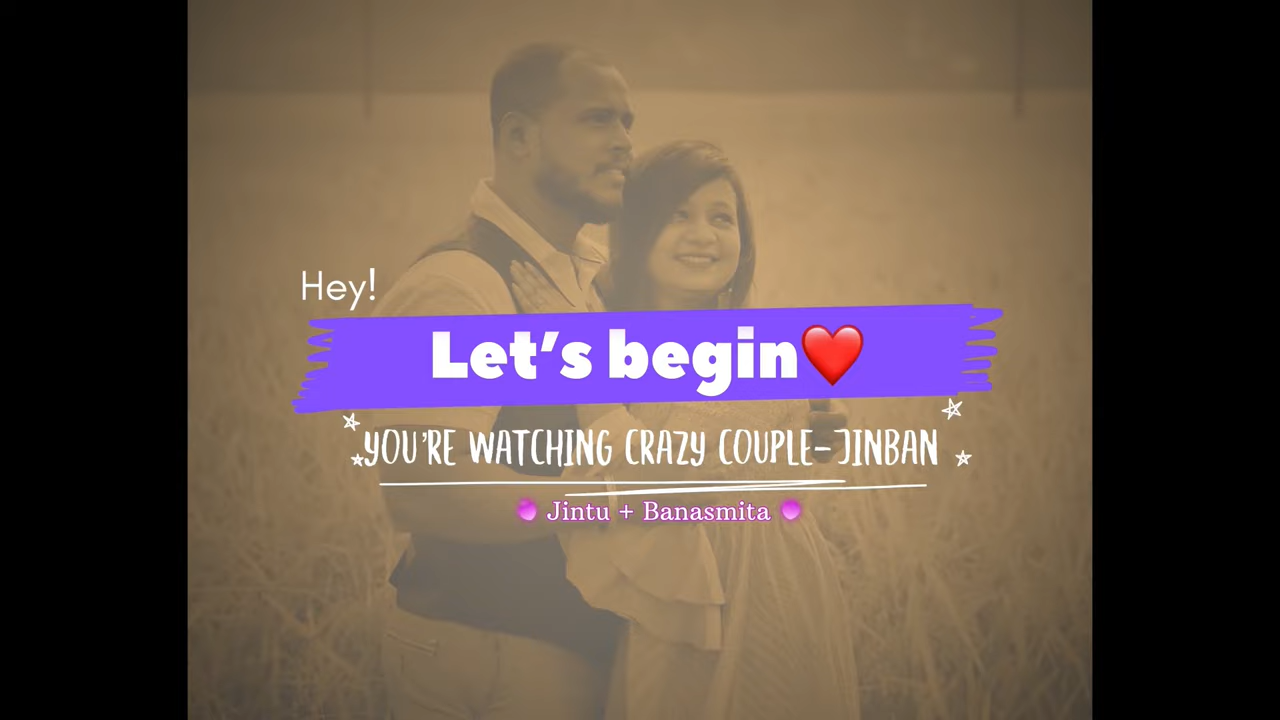 Hey!
Let's begin❤️
YOU'RE WATCHING CRAZY COUPLE-JINBAN
Jintu + Banasmita